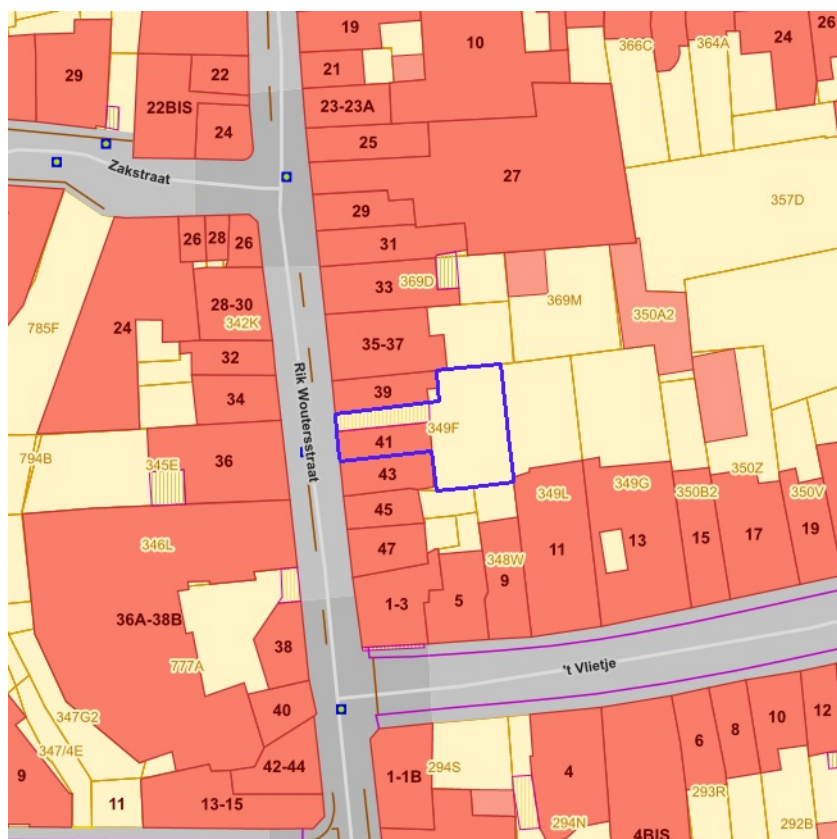 19
10
366C
364A
24
26
29
22
21
22BIS
23-23A
24
25
Zakstraat
27
357D
29
26
28
26
31
33
369D
369M
28-30
342K
350A2
785F
24
35-37
32
Rik Woutersstraat
34
39
349F
41
794B
345E
36
43
349L
349G
350B2
350Z
350V
45
346L
47
11
13
15
17
19
348W
9
36A-38B
1-3
5
38
777A
't Vlietje
347G2
40
347/4E
9
42-44
11
13-15
1-1B
294S
4
6
8
10
12
293R
294N
4BIS
292B